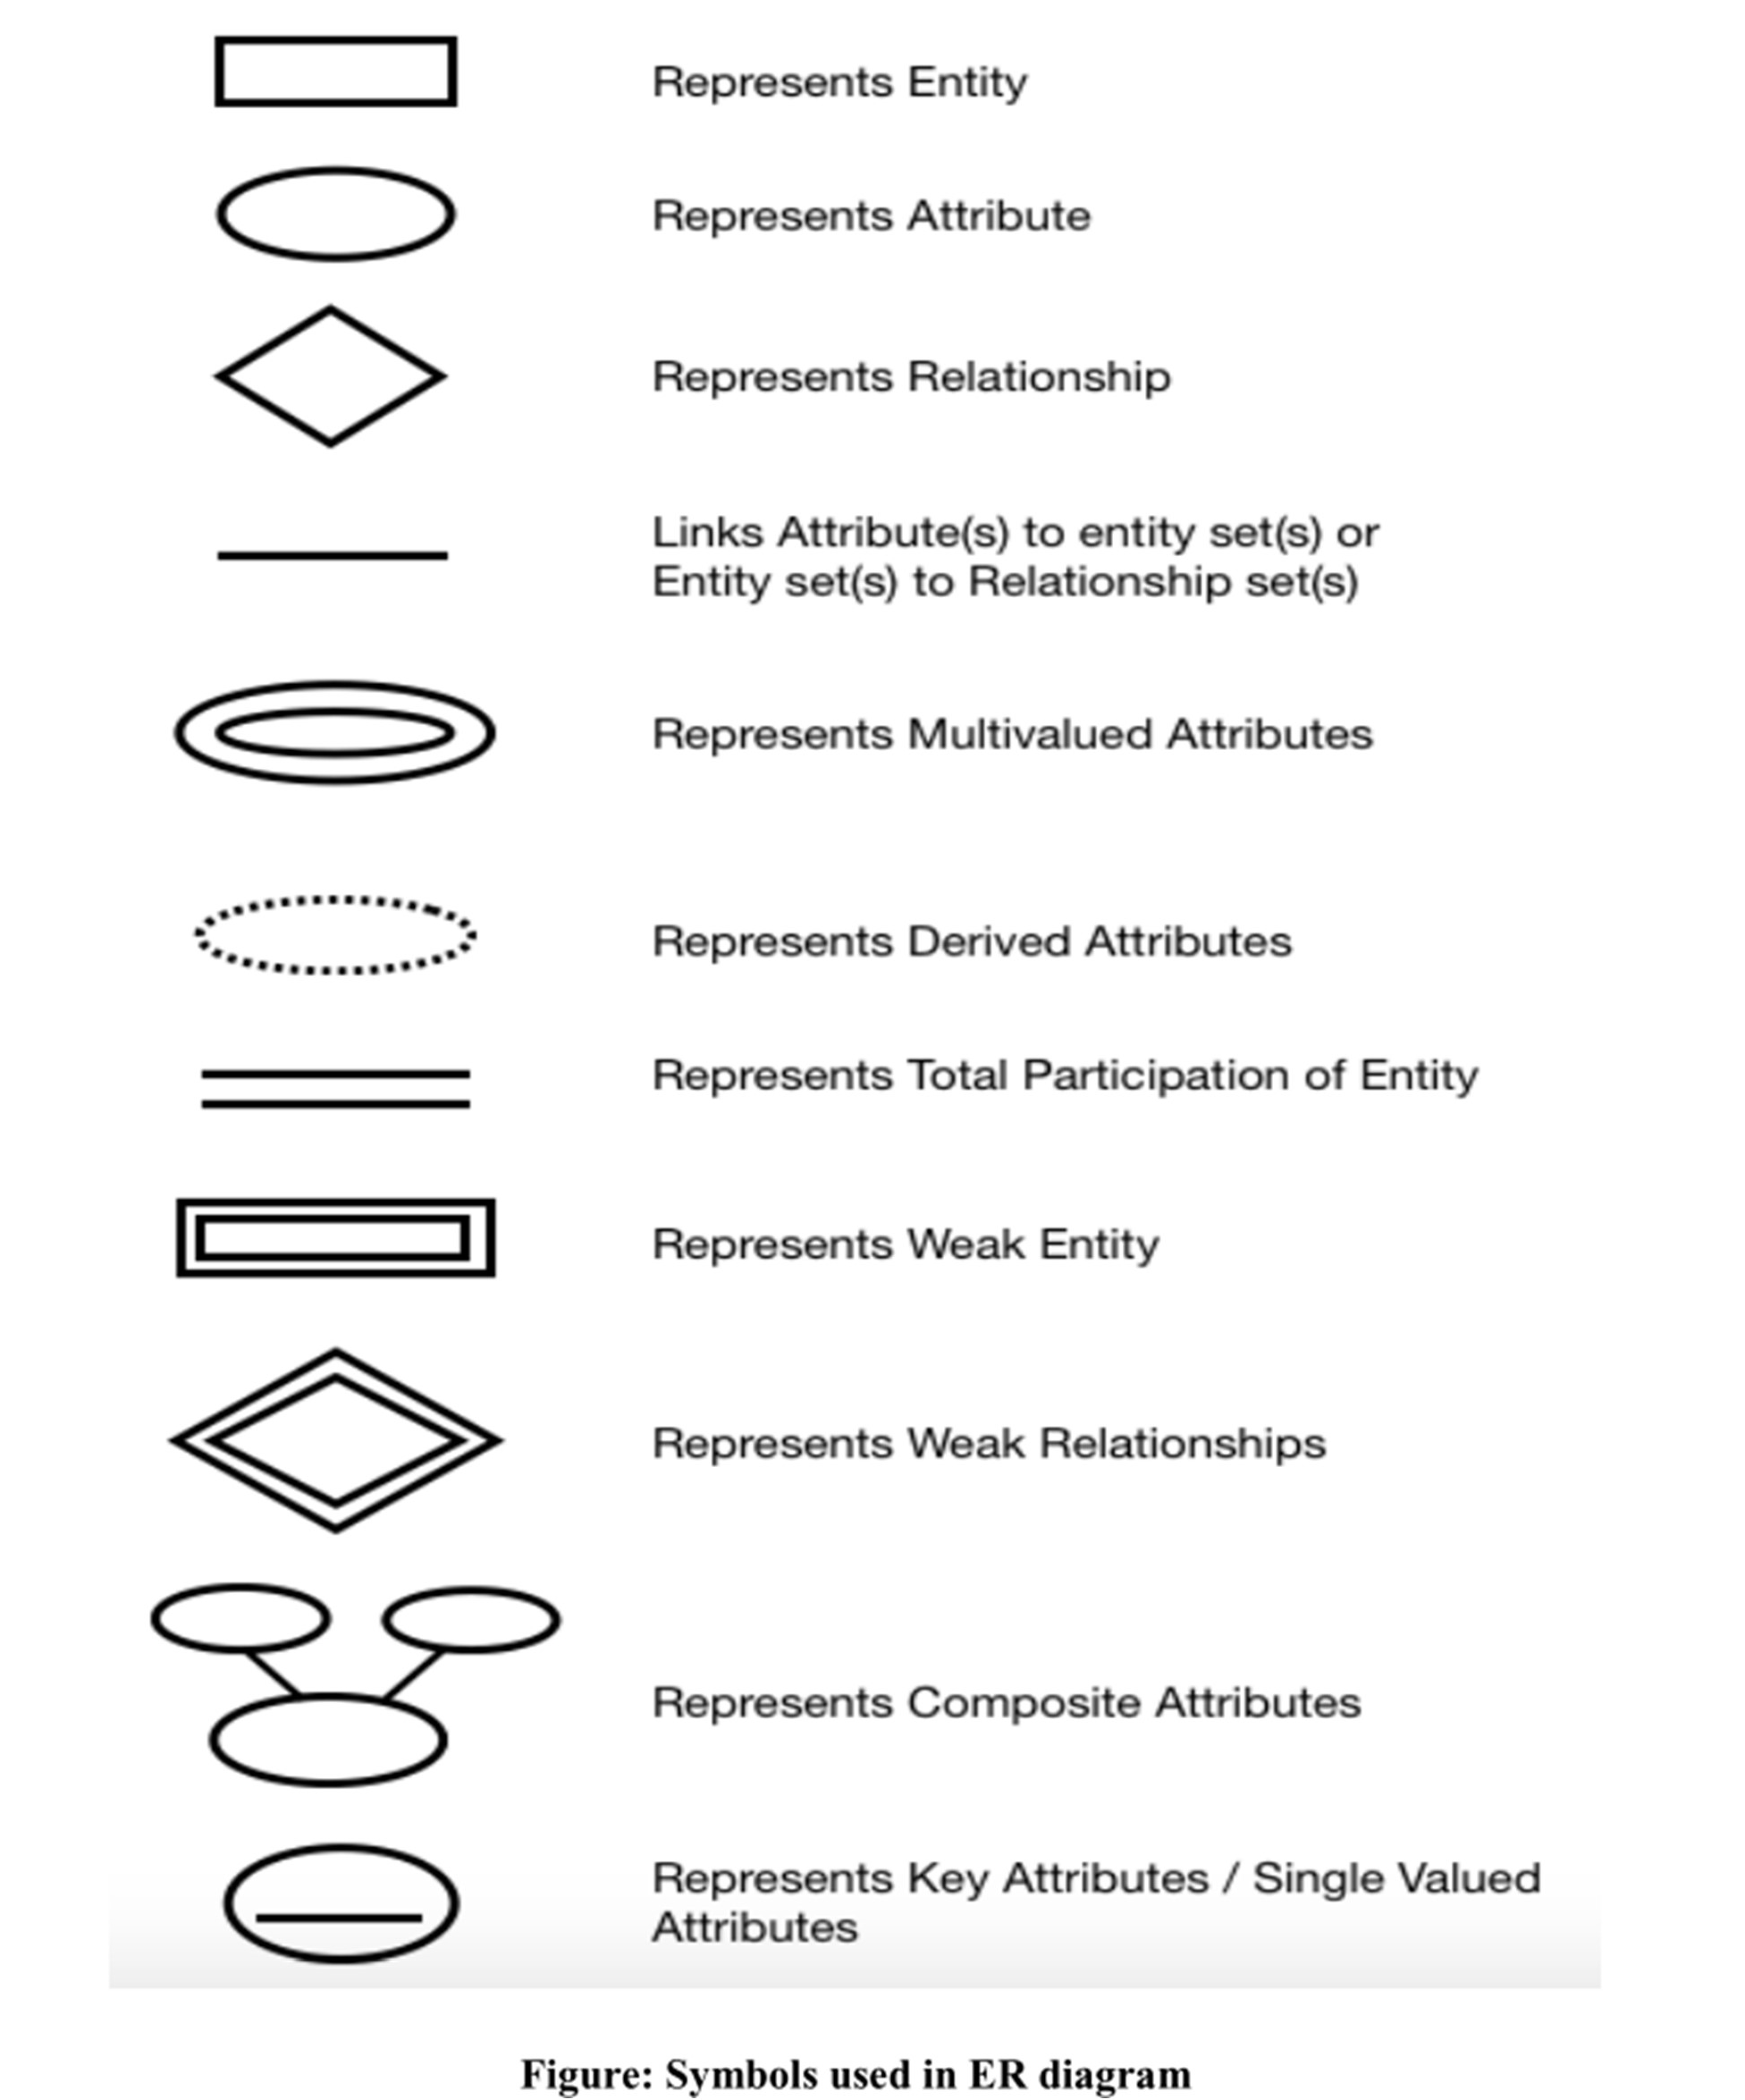 Represents Entity
Represents Attribute
Represents Relationship
Links Attribute(s) to entity set(s) or
Entity set(s) to Relationship set(s)
Represents Multivalued Attributes
Represents Derived Attributes
Represents Total Participation of Entity
Represents Weak Entity
Represents Weak Relationships
Represents Composite Attributes
Represents Key Attributes / Single Valued
Attributes
Figure: Symbols used in ER diagram